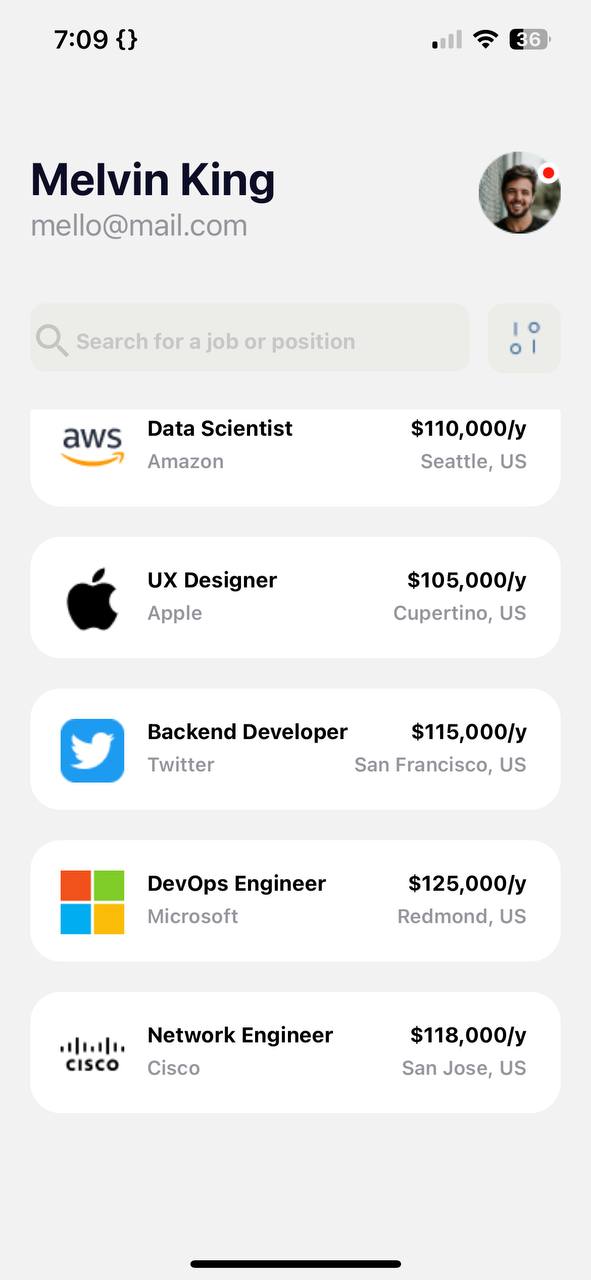 7:09 {}
36
Melvin King
mello@mail.com
Search for a job or position
aws
Data Scientist $110,000/y
Amazon Seattle, US
UX Designer $105,000/y
Apple Cupertino, US
Backend Developer $115,000/y
Twitter San Francisco, US
DevOps Engineer $125,000/y
Microsoft Redmond, US
Network Engineer $118,000/y
CISCO
Cisco San Jose, US